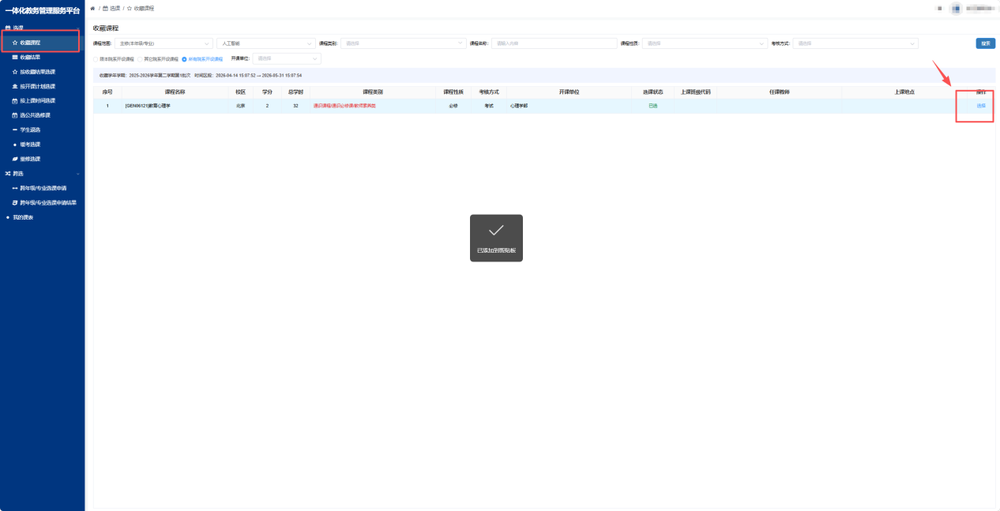 一体化教务管理服务平台
选课
收藏课程
收藏结果
按收藏结果选课
按开课计划选课
按上课时间选课
选公共选修课
学生退选
缓考选课
重修选课
跨选
跨年级/专业选课申请
跨年级/专业选课申请结果
我的课表
/ 选课 / 收藏课程
收藏课程
课程范围: 主修(本年级/专业) 人工智能 课程类别: 请选择 课程名称: 请输入内容 课程性质: 请选择 考核方式: 请选择 搜索
限本院系开设课程 其它院系开设课程 所有院系开设课程 开课单位: 请选择
收藏学年学期: 2025-2026学年第二学期第1批次 时间区段: 2026-04-14 15:07:52 — 2026-05-31 15:07:54
序号 课程名称 校区 学分 总学时 课程类别 课程性质 考核方式 开课单位 选课状态 上课班级代码 任课教师 上课地点 操作
1 [GEN06121]教育心理学 北京 2 32 通识课程/通识必修课/教师素养类 必修 考试 心理学部 已选 选择
已添加到剪贴板